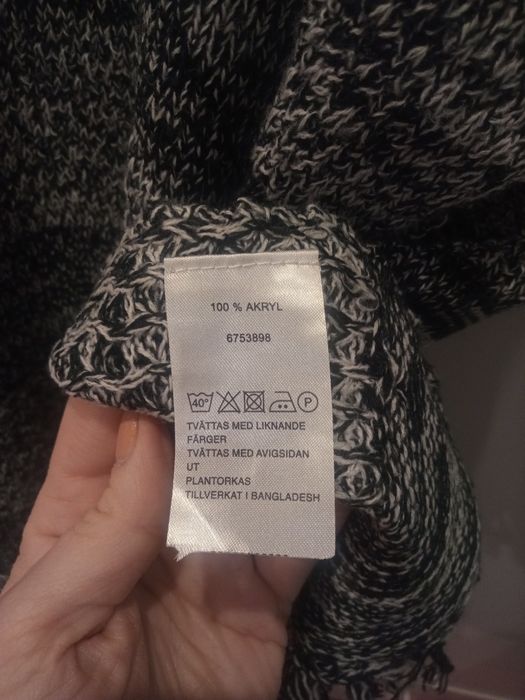 100 % AKRYL
6753898
40°
P
TVÄTTAS MED LIKNANDE
FÄRGER
TVÄTTAS MED AVIGSIDAN
UT
PLANTORKAS
TILLVERKAT I BANGLADESH